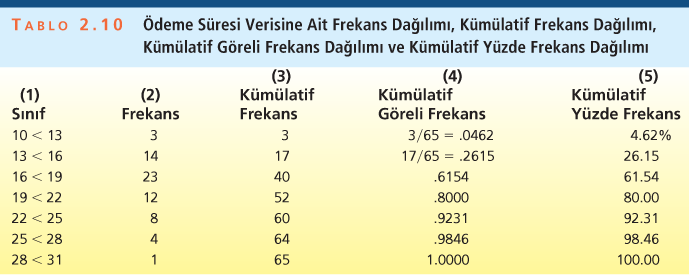 TABLO 2.10 Ödeme Süresi Verisine Ait Frekans Dağılımı, Kümülatif Frekans Dağılımı,
Kümülatif Göreli Frekans Dağılımı ve Kümülatif Yüzde Frekans Dağılımı
(3) (4) (5)
(1) (2) Kümülatif Kümülatif Kümülatif
Sınıf Frekans Frekans Göreli Frekans Yüzde Frekans
10 < 13 3 3 3/65 = .0462 4.62%
13 < 16 14 17 17/65 = .2615 26.15
16 < 19 23 40 .6154 61.54
19 < 22 12 52 .8000 80.00
22 < 25 8 60 .9231 92.31
25 < 28 4 64 .9846 98.46
28 < 31 1 65 1.0000 100.00